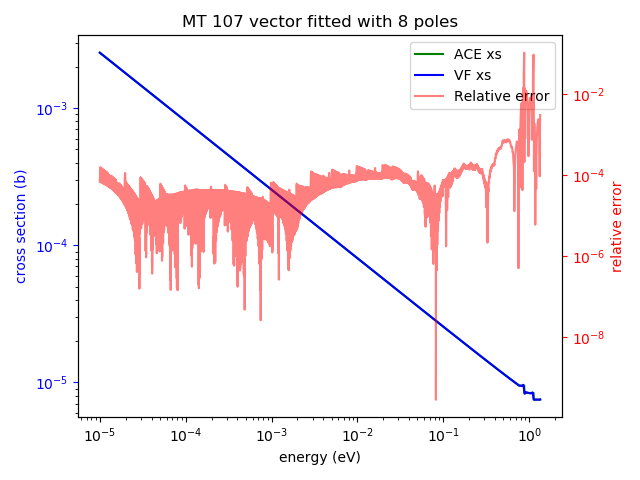 MT 107 vector fitted with 8 poles
ACE xs
VF xs
Relative error
cross section (b)
10⁻³
10⁻⁴
10⁻⁵
10⁻²
10⁻⁴
10⁻⁶
10⁻⁸
relative error
10⁻⁵
10⁻⁴
10⁻³
10⁻²
10⁻¹
10⁰
energy (eV)